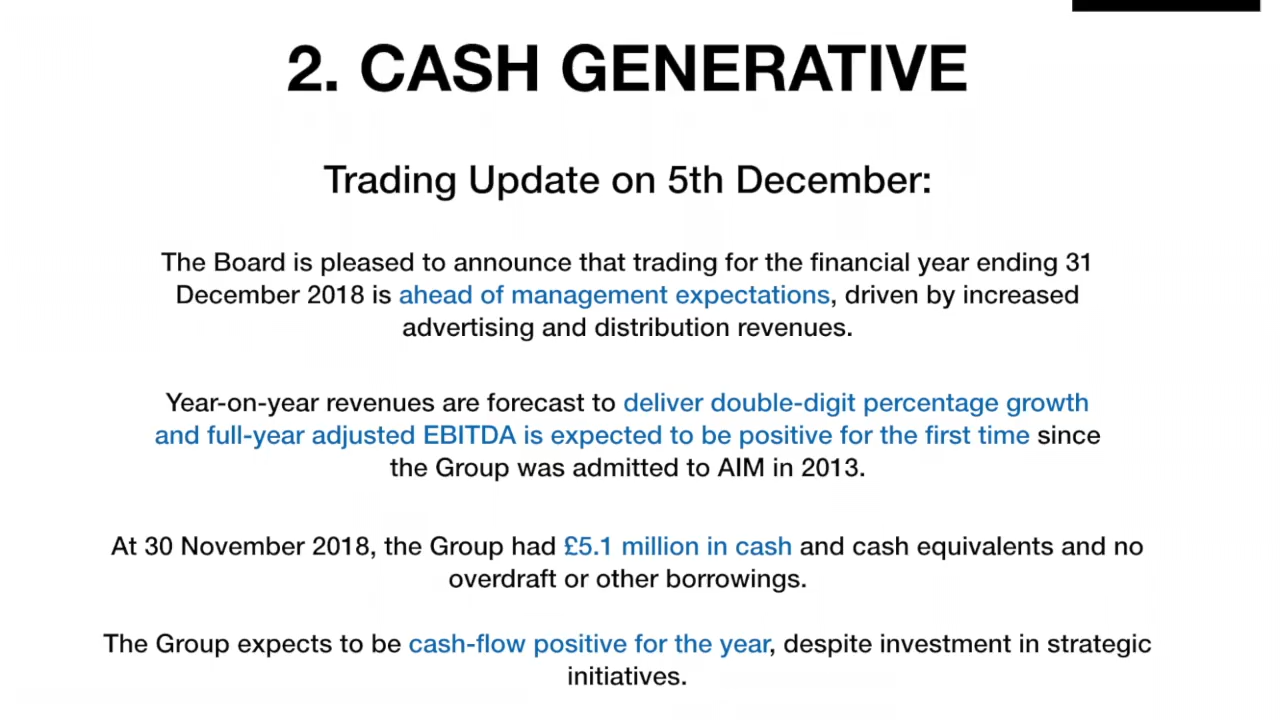 2. CASH GENERATIVE
Trading Update on 5th December:
The Board is pleased to announce that trading for the financial year ending 31
December 2018 is ahead of management expectations, driven by increased
advertising and distribution revenues.
Year-on-year revenues are forecast to deliver double-digit percentage growth
and full-year adjusted EBITDA is expected to be positive for the first time since
the Group was admitted to AIM in 2013.
At 30 November 2018, the Group had £5.1 million in cash and cash equivalents and no
overdraft or other borrowings.
The Group expects to be cash-flow positive for the year, despite investment in strategic
initiatives.